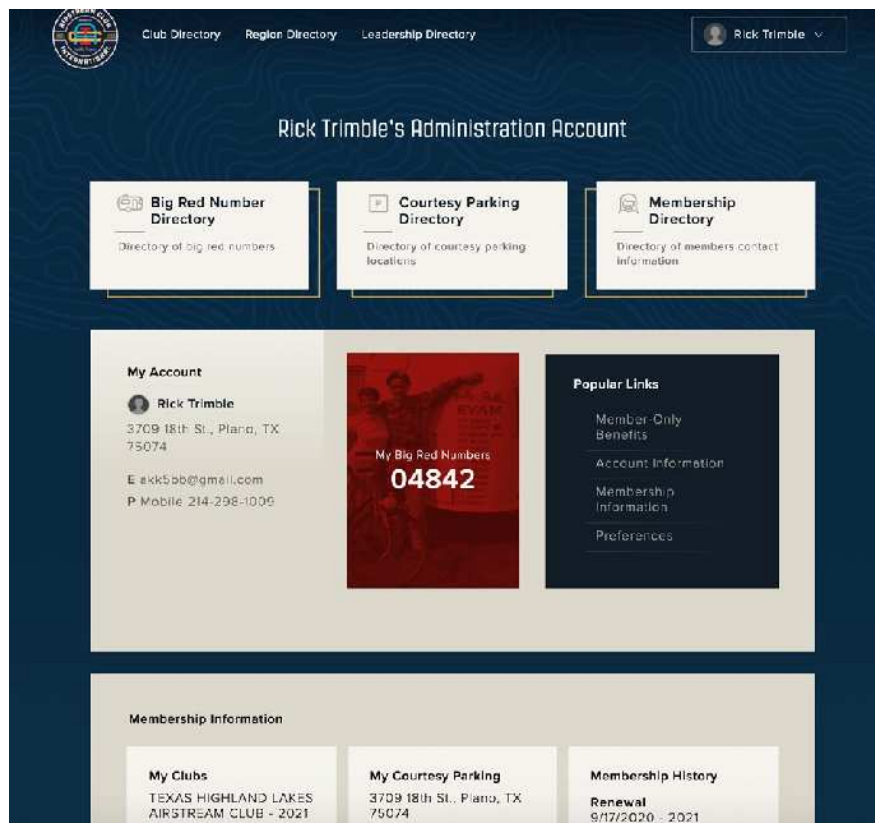 AIRSTREAM CLUB
INTERNATIONAL
Club Directory Region Directory Leadership Directory
Rick Trimble
Rick Trimble's Administration Account
Big Red Number
Directory
Directory of big red numbers
Courtesy Parking
Directory
Directory of courtesy parking
locations
Membership
Directory
Directory of members contact
information
My Account
Rick Trimble
3709 18th St., Plano, TX
75074
E akk5bb@gmail.com
P Mobile 214-298-1009
My Big Red Numbers
04842
Popular Links
Member-Only
Benefits
Account Information
Membership
Information
Preferences
Membership Information
My Clubs
TEXAS HIGHLAND LAKES
AIRSTREAM CLUB - 2021
My Courtesy Parking
3709 18th St., Plano, TX
75074
Membership History
Renewal
9/17/2020 - 2021